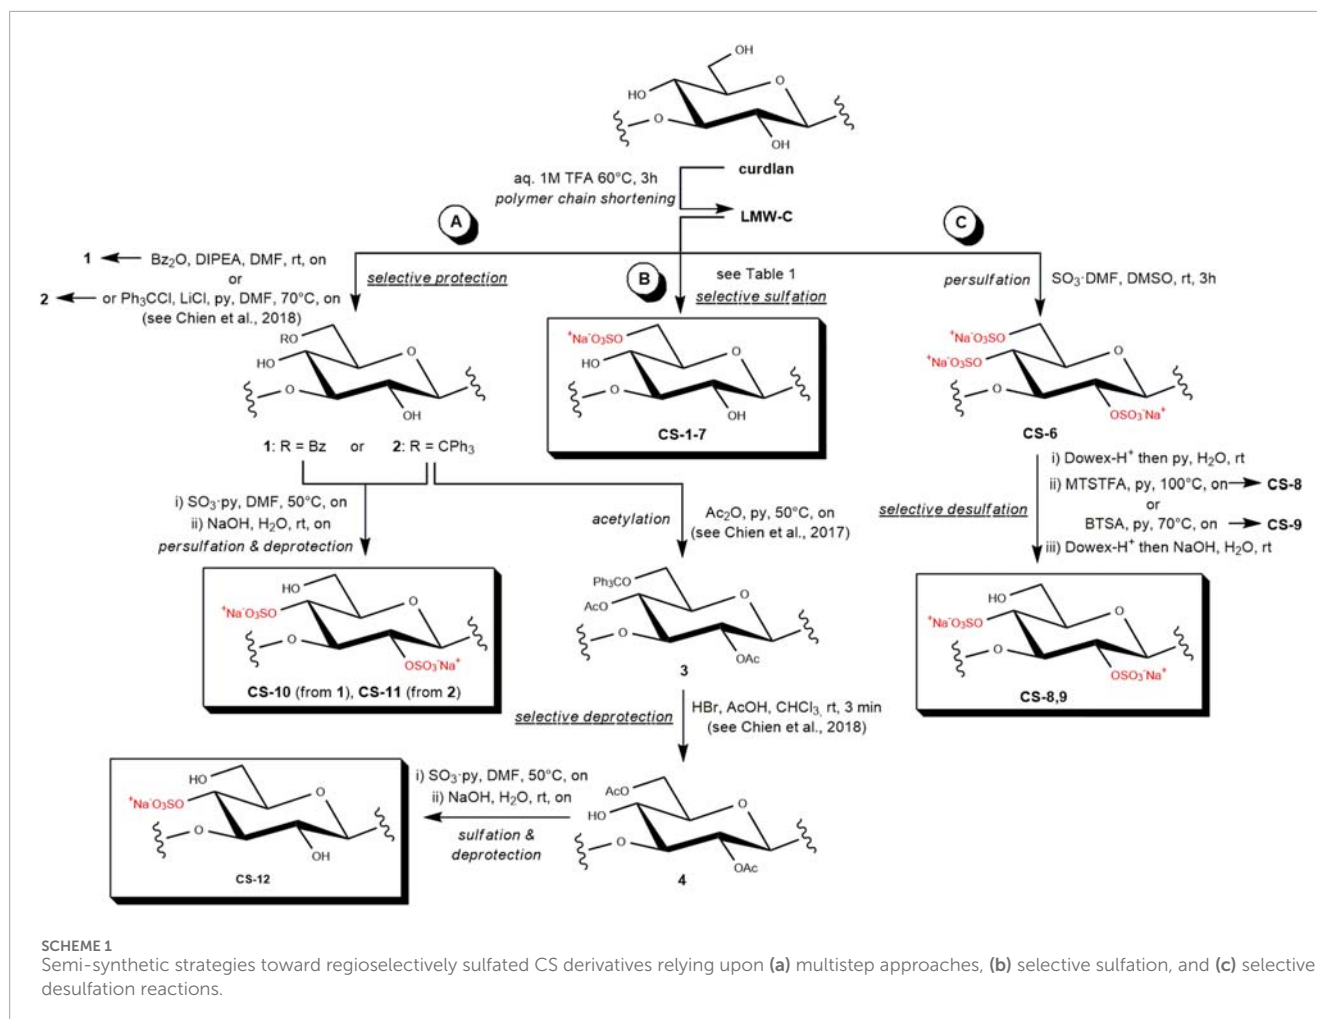 OH
HO
O
O
OH
curdlan
aq. 1M TFA 60°C, 3h
polymer chain shortening
LMW-C
A
B
C
1 Bz₂O, DIPEA, DMF, rt, on
or
2 or Ph₃CCl, LiCl, py, DMF, 70°C, on
(see Chien et al., 2018)
selective protection
RO
HO
O
O
OH
1: R = Bz or 2: R = CPh₃
see Table 1
selective sulfation
⁺Na⁻O₃SO
HO
O
O
OH
CS-1-7
persulfation
SO₃·DMF, DMSO, rt, 3h
⁺Na⁻O₃SO
⁺Na⁻O₃SO
O
O
OSO₃⁻Na⁺
CS-6
i) SO₃·py, DMF, 50°C, on
ii) NaOH, H₂O, rt, on
persulfation & deprotection
HO
⁺Na⁻O₃SO
O
O
OSO₃⁻Na⁺
CS-10 (from 1), CS-11 (from 2)
acetylation
Ac₂O, py, 50°C, on
(see Chien et al., 2017)
Ph₃CO
AcO
O
O
OAc
3
selective desulfation
i) Dowex-H⁺ then py, H₂O, rt
ii) MTSTFA, py, 100°C, on CS-8
or
BTSA, py, 70°C, on CS-9
iii) Dowex-H⁺ then NaOH, H₂O, rt
HO
⁺Na⁻O₃SO
O
O
OSO₃⁻Na⁺
CS-8,9
selective deprotection
HBr, AcOH, CHCl₃, rt, 3 min
(see Chien et al., 2018)
AcO
HO
O
O
OAc
4
i) SO₃·py, DMF, 50°C, on
ii) NaOH, H₂O, rt, on
sulfation &
deprotection
HO
⁺Na⁻O₃SO
O
O
OH
CS-12
SCHEME 1
Semi-synthetic strategies toward regioselectively sulfated CS derivatives relying upon (a) multistep approaches, (b) selective sulfation, and (c) selective
desulfation reactions.